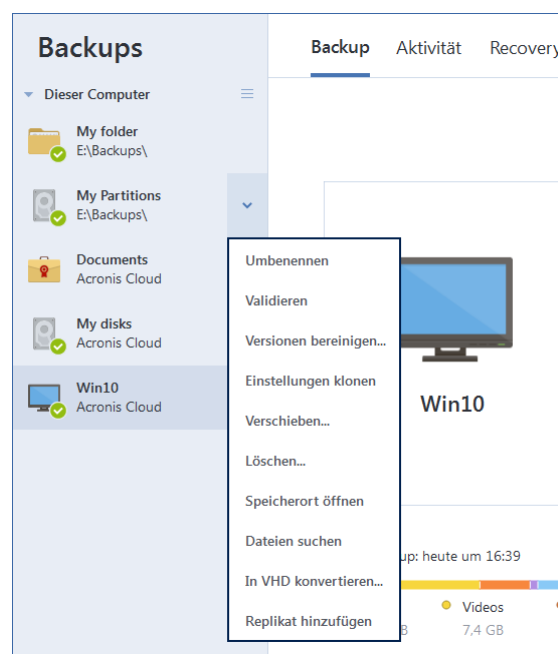 Backups
Backup Aktivität Recovery
Dieser Computer
My folder
E:\Backups\
My Partitions
E:\Backups\
Documents
Acronis Cloud
My disks
Acronis Cloud
Win10
Acronis Cloud
Umbenennen
Validieren
Versionen bereinigen...
Einstellungen klonen
Verschieben...
Löschen...
Speicherort öffnen
Dateien suchen
In VHD konvertieren...
Replikat hinzufügen
Win10
up: heute um 16:39
Videos
B 7,4 GB